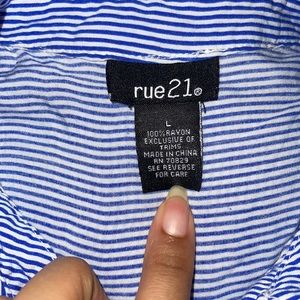 rue21®
L
100% RAYON
EXCLUSIVE OF
TRIMS
MADE IN CHINA
RN 70829
SEE REVERSE
FOR CARE